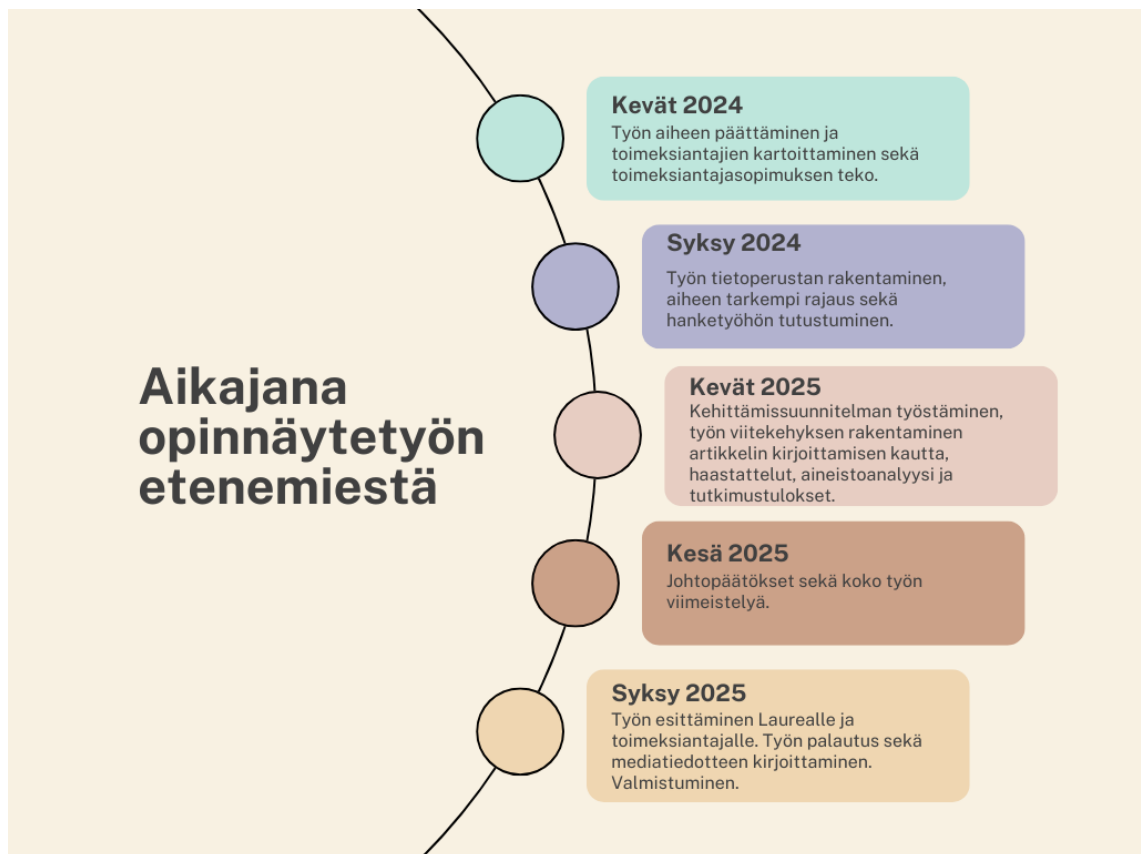 Aikajana
opinnäytetyön
etenemiestä
Kevät 2024
Työn aiheen päättäminen ja
toimeksiantajien kartoittaminen sekä
toimeksiantajasopimuksen teko.
Syksy 2024
Työn tietoperustan rakentaminen,
aiheen tarkempi rajaus sekä
hanketyöhön tutustuminen.
Kevät 2025
Kehittämissuunnitelman työstäminen,
työn viitekehyksen rakentaminen
artikkelin kirjoittamisen kautta,
haastattelut, aineistoanalyysi ja
tutkimustulokset.
Kesä 2025
Johtopäätökset sekä koko työn
viimeistelyä.
Syksy 2025
Työn esittäminen Laurealle ja
toimeksiantajalle. Työn palautus sekä
mediatiedotteen kirjoittaminen.
Valmistuminen.